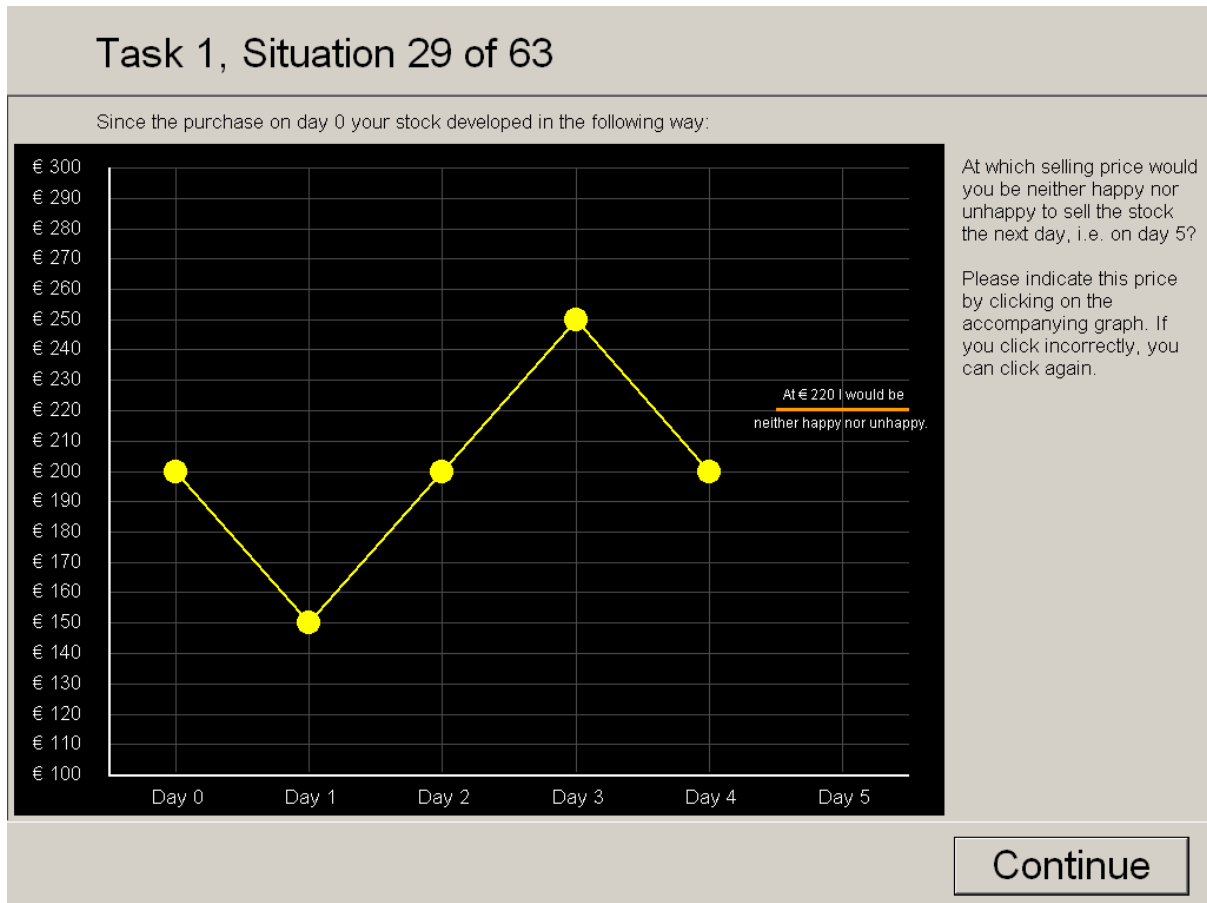 Task 1, Situation 29 of 63
Since the purchase on day 0 your stock developed in the following way:
€ 300
€ 290
€ 280
€ 270
€ 260
€ 250
€ 240
€ 230
€ 220
€ 210
€ 200
€ 190
€ 180
€ 170
€ 160
€ 150
€ 140
€ 130
€ 120
€ 110
€ 100
Day 0
Day 1
Day 2
Day 3
Day 4
Day 5
At € 220 I would be
neither happy nor unhappy.
At which selling price would
you be neither happy nor
unhappy to sell the stock
the next day, i.e. on day 5?
Please indicate this price
by clicking on the
accompanying graph. If
you click incorrectly, you
can click again.
Continue